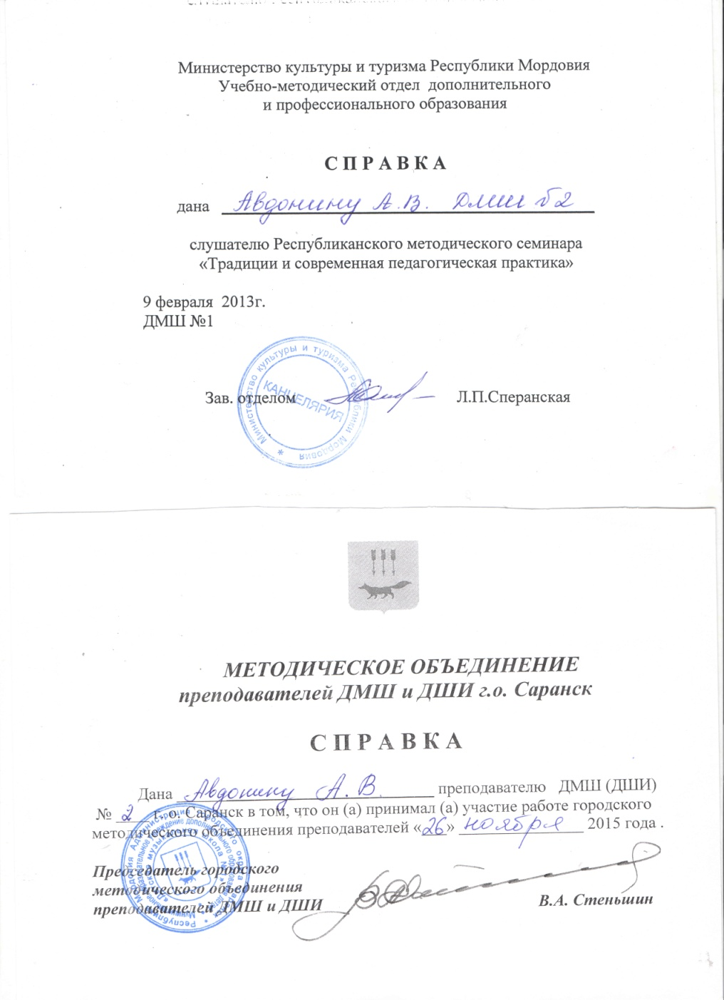 Министерство культуры и туризма Республики Мордовия
Учебно-методический отдел дополнительного
и профессионального образования
СПРАВКА
дана Авдонину А.В. ДМШ №2
слушателю Республиканского методического семинара
«Традиции и современная педагогическая практика»
9 февраля 2013г.
ДМШ №1
Министерство культуры и туризма Республики Мордовия *
КАНЦЕЛЯРИЯ
Зав. отделом Л.П.Сперанская
МЕТОДИЧЕСКОЕ ОБЪЕДИНЕНИЕ
преподавателей ДМШ и ДШИ г.о. Саранск
СПРАВКА
Дана Авдонину А.В. преподавателю ДМШ (ДШИ)
№ 2 г. о. Саранск в том, что он (а) принимал (а) участие работе городского
методического объединения преподавателей «26» ноября 2015 года .
Председатель городского
методического объединения
преподавателей ДМШ и ДШИ В.А. Стеньшин